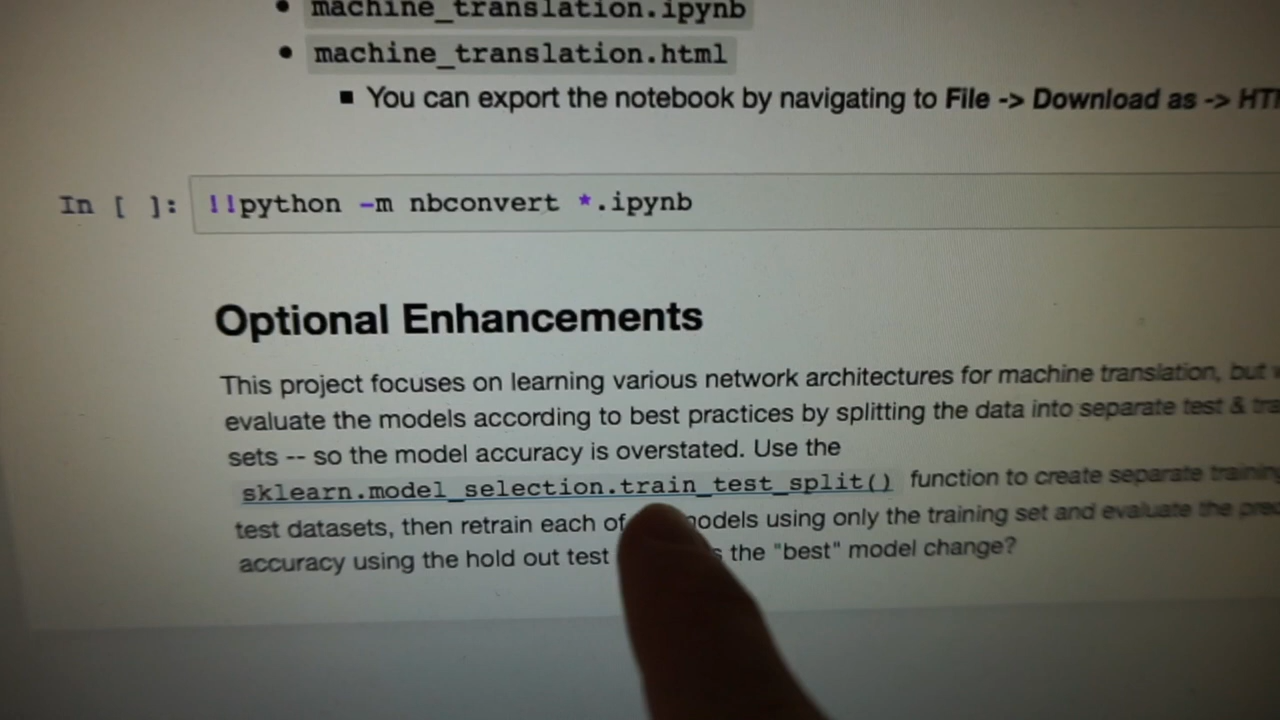 machine_translation.ipynb
machine_translation.html
You can export the notebook by navigating to File -> Download as ->
In [ ]: !!python -m nbconvert *.ipynb
Optional Enhancements
This project focuses on learning various network architectures for machine translation, but
evaluate the models according to best practices by splitting the data into separate test &
sets -- so the model accuracy is overstated. Use the
sklearn.model_selection.train_test_split() function to create separate training
test datasets, then retrain each of models using only the training set and evaluate the
accuracy using the hold out test the "best" model change?